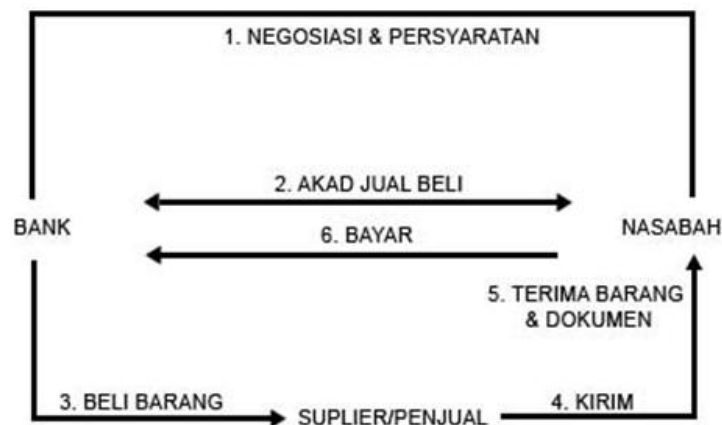 1. NEGOSIASI & PERSYARATAN
2. AKAD JUAL BELI
BANK
6. BAYAR
NASABAH
5. TERIMA BARANG
& DOKUMEN
3. BELI BARANG
SUPLIER/PENJUAL
4. KIRIM